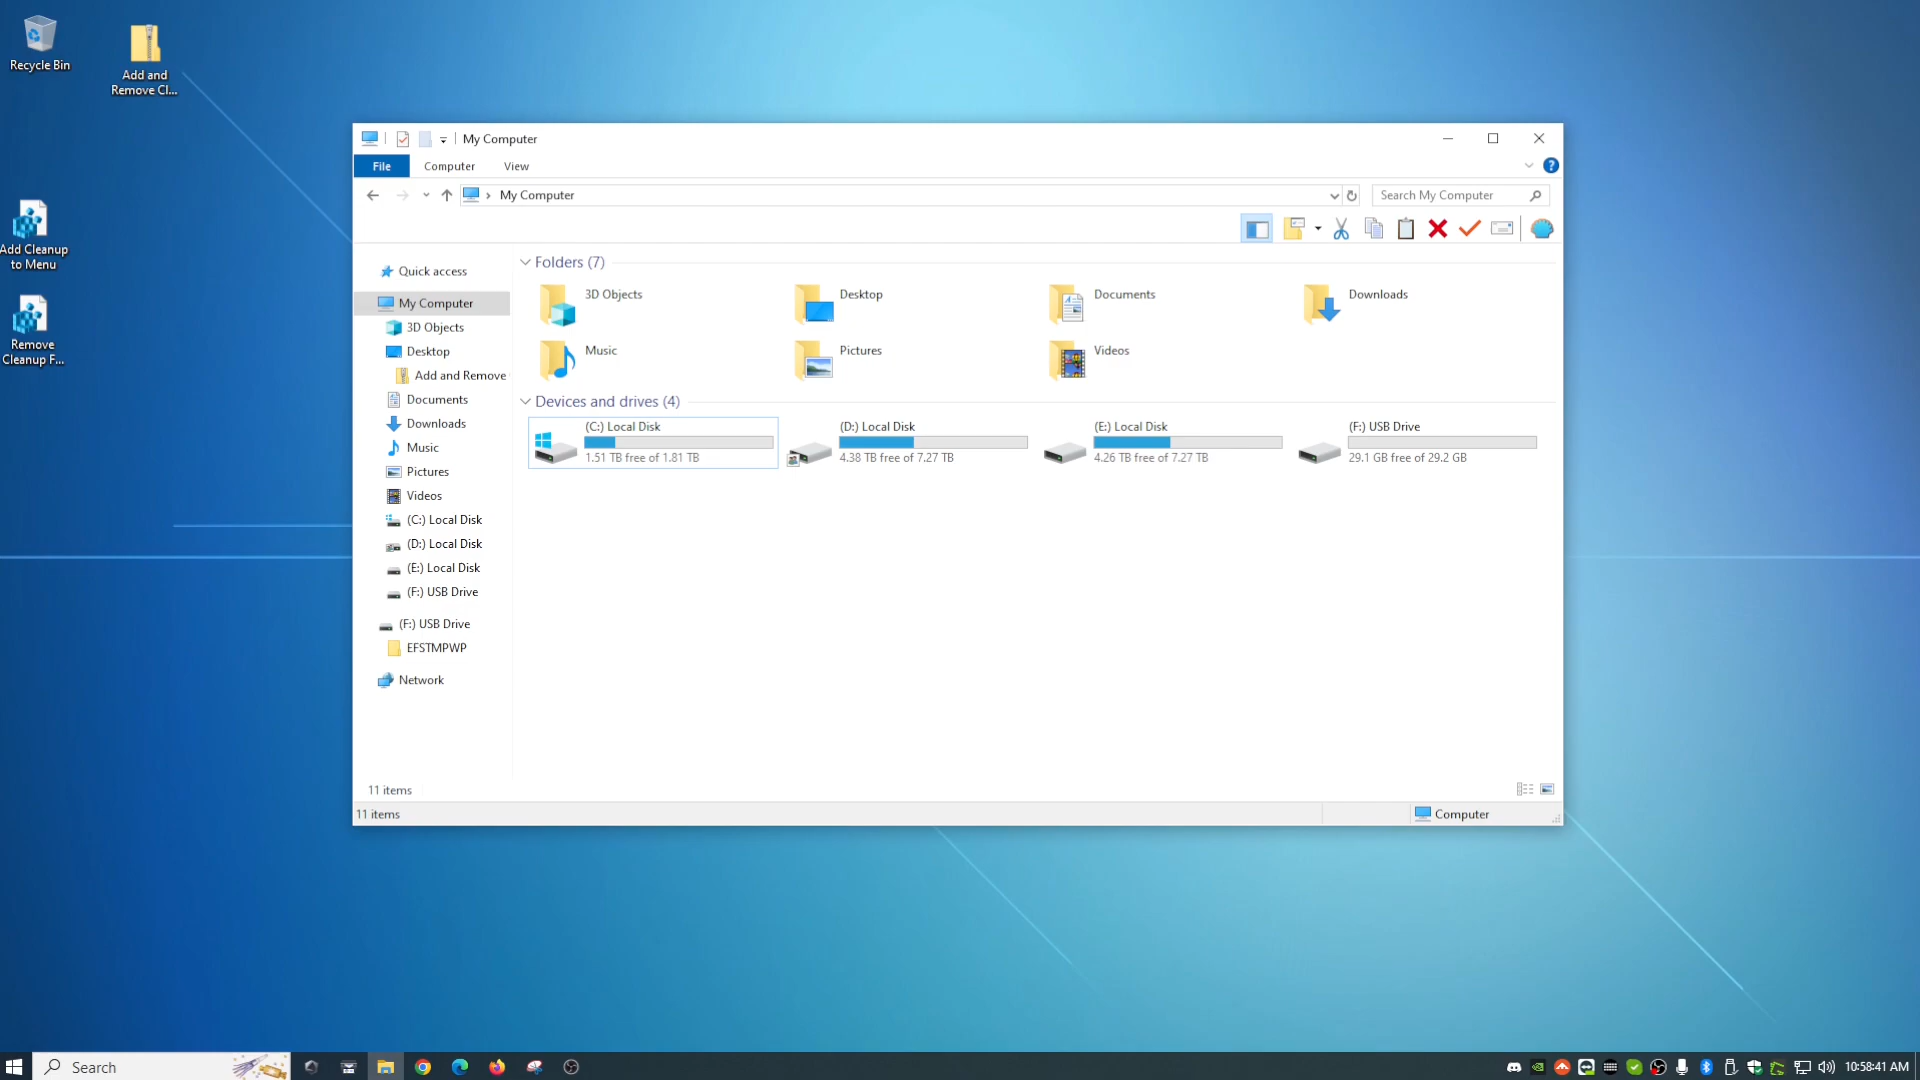 Recycle Bin
Add and
Remove Cl...
Add Cleanup
to Menu
Remove
Cleanup F...
My Computer
File
Computer
View
My Computer
Search My Computer
Quick access
My Computer
3D Objects
Desktop
Add and Remove
Documents
Downloads
Music
Pictures
Videos
(C:) Local Disk
(D:) Local Disk
(E:) Local Disk
(F:) USB Drive
(F:) USB Drive
EFSTMPWP
Network
Folders (7)
3D Objects
Desktop
Documents
Downloads
Music
Pictures
Videos
Devices and drives (4)
(C:) Local Disk
1.51 TB free of 1.81 TB
(D:) Local Disk
4.38 TB free of 7.27 TB
(E:) Local Disk
4.26 TB free of 7.27 TB
(F:) USB Drive
29.1 GB free of 29.2 GB
11 items
11 items
Computer
Search
10:58:41 AM